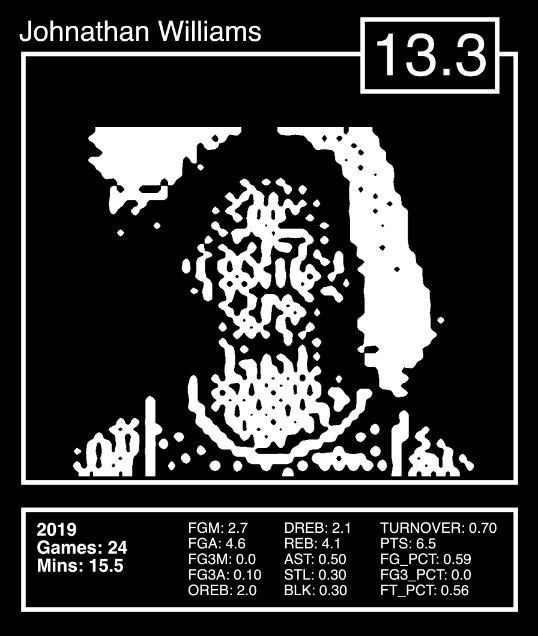 Johnathan Williams
13.3
2019
Games: 24
Mins: 15.5
FGM: 2.7
FGA: 4.6
FG3M: 0.0
FG3A: 0.10
OREB: 2.0
DREB: 2.1
REB: 4.1
AST: 0.50
STL: 0.30
BLK: 0.30
TURNOVER: 0.70
PTS: 6.5
FG_PCT: 0.59
FG3_PCT: 0.0
FT_PCT: 0.56